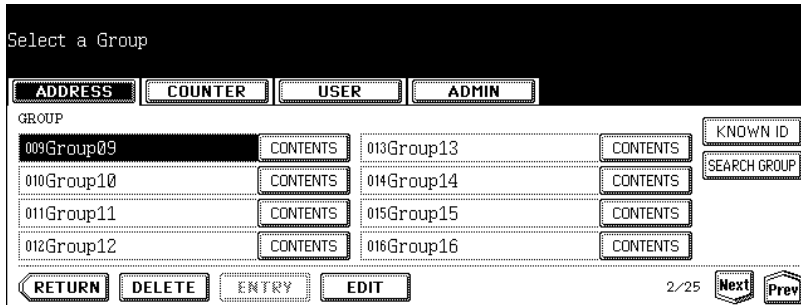 Select a Group
ADDRESS COUNTER USER ADMIN
GROUP
KNOWN ID
009Group09 CONTENTS 013Group13 CONTENTS
SEARCH GROUP
010Group10 CONTENTS 014Group14 CONTENTS
011Group11 CONTENTS 015Group15 CONTENTS
012Group12 CONTENTS 016Group16 CONTENTS
RETURN DELETE ENTRY EDIT 2/25 Next Prev